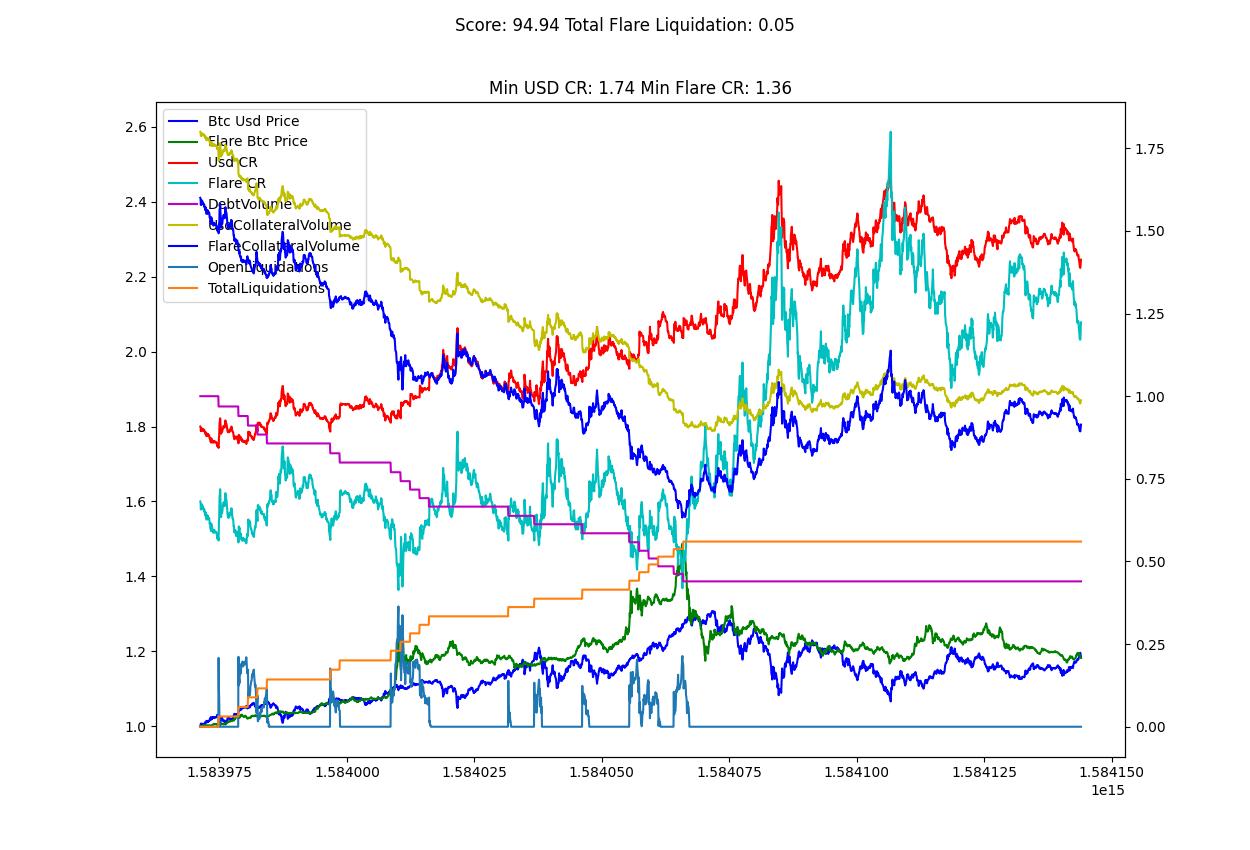 Score: 94.94 Total Flare Liquidation: 0.05
Min USD CR: 1.74 Min Flare CR: 1.36
Btc Usd Price
Flare Btc Price
Usd CR
Flare CR
DebtVolume
UsdCollateralVolume
FlareCollateralVolume
OpenLiquidations
TotalLiquidations
2.6
2.4
2.2
2.0
1.8
1.6
1.4
1.2
1.0
1.75
1.50
1.25
1.00
0.75
0.50
0.25
0.00
1.583975 1.584000 1.584025 1.584050 1.584075 1.584100 1.584125 1.584150
1e15